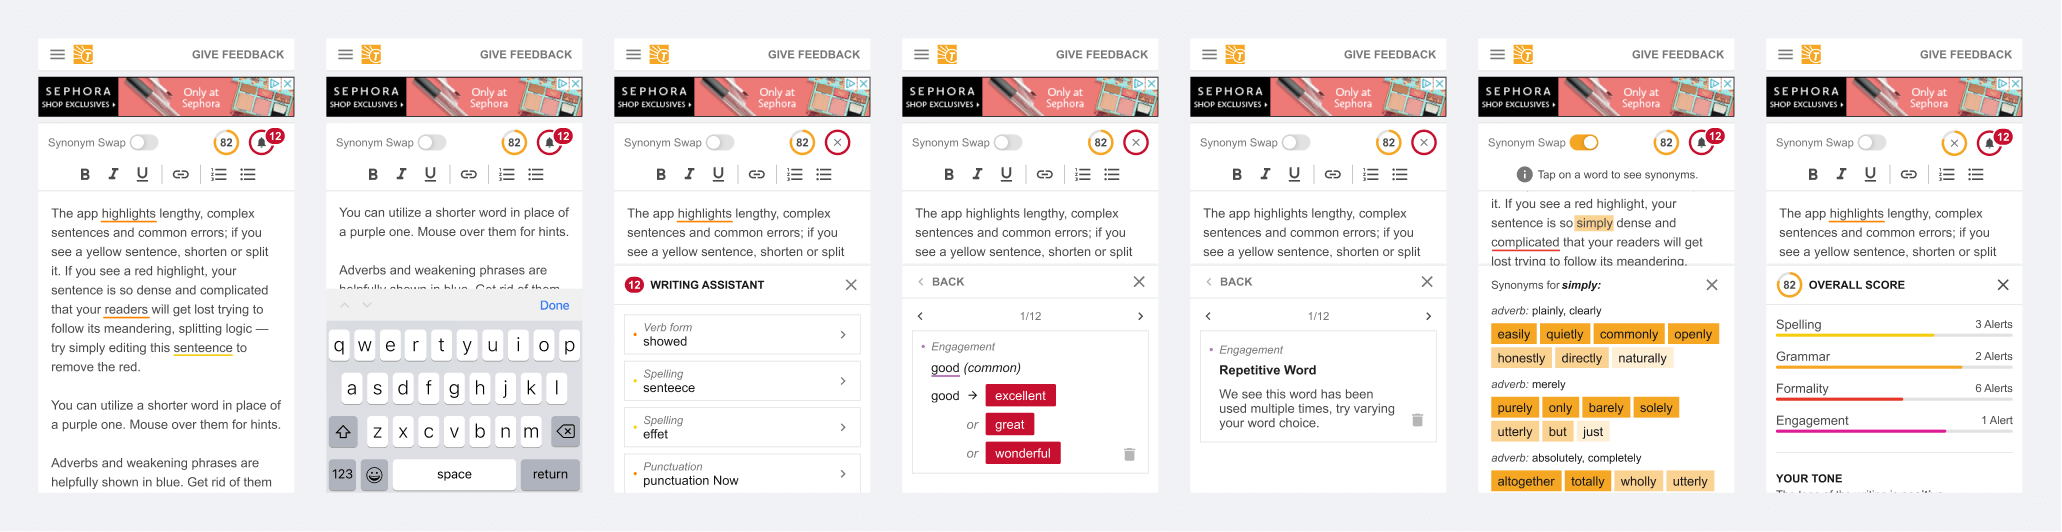 GIVE FEEDBACK
SEPHORA
SHOP EXCLUSIVES
Only at
Sephora
Synonym Swap
82
12
B I U
The app highlights lengthy, complex
sentences and common errors; if you
see a yellow sentence, shorten or split
it. If you see a red highlight, your
sentence is so dense and complicated
that your readers will get lost trying to
follow its meandering, splitting logic —
try simply editing this senteence to
remove the red.
You can utilize a shorter word in place of
a purple one. Mouse over them for hints.
Adverbs and weakening phrases are
helpfully shown in blue. Get rid of them
GIVE FEEDBACK
SEPHORA
SHOP EXCLUSIVES
Only at
Sephora
Synonym Swap
82
12
B I U
You can utilize a shorter word in place of
a purple one. Mouse over them for hints.
Adverbs and weakening phrases are
helpfully shown in blue. Get rid of them
Done
q w e r t y u i o p
a s d f g h j k l
z x c v b n m
123 space return
GIVE FEEDBACK
SEPHORA
SHOP EXCLUSIVES
Only at
Sephora
Synonym Swap
82
B I U
The app highlights lengthy, complex
sentences and common errors; if you
see a yellow sentence, shorten or split
12 WRITING ASSISTANT
Verb form
showed
Spelling
senteece
Spelling
effet
Punctuation
punctuation Now
GIVE FEEDBACK
SEPHORA
SHOP EXCLUSIVES
Only at
Sephora
Synonym Swap
82
B I U
The app highlights lengthy, complex
sentences and common errors; if you
see a yellow sentence, shorten or split
BACK
1/12
Engagement
good (common)
good → excellent
or great
or wonderful
GIVE FEEDBACK
SEPHORA
SHOP EXCLUSIVES
Only at
Sephora
Synonym Swap
82
B I U
The app highlights lengthy, complex
sentences and common errors; if you
see a yellow sentence, shorten or split
BACK
1/12
Engagement
Repetitive Word
We see this word has been
used multiple times, try varying
your word choice.
GIVE FEEDBACK
SEPHORA
SHOP EXCLUSIVES
Only at
Sephora
Synonym Swap
82
12
Tap on a word to see synonyms.
it. If you see a red highlight, your
sentence is so simply dense and
complicated that your readers will get
lost trying to follow its meandering,
Synonyms for simply:
adverb: plainly, clearly
easily quietly commonly openly
honestly directly naturally
adverb: merely
purely only barely solely
utterly but just
adverb: absolutely, completely
altogether totally wholly utterly
GIVE FEEDBACK
SEPHORA
SHOP EXCLUSIVES
Only at
Sephora
Synonym Swap
12
B I U
The app highlights lengthy, complex
sentences and common errors; if you
see a yellow sentence, shorten or split
82 OVERALL SCORE
Spelling 3 Alerts
Grammar 2 Alerts
Formality 6 Alerts
Engagement 1 Alert
YOUR TONE